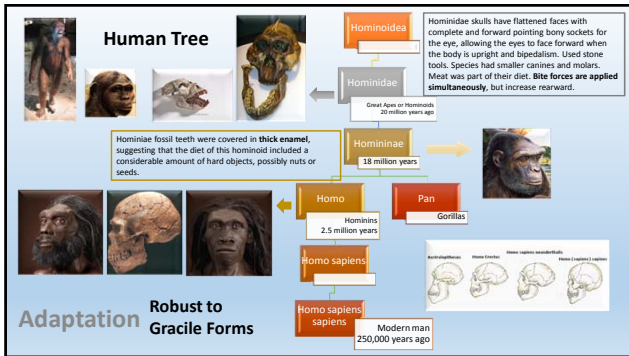 Human Tree
Hominoidea
Hominidae skulls have flattened faces with
complete and forward pointing bony sockets for
the eye, allowing the eyes to face forward when
the body is upright and bipedalism. Used stone
tools. Species had smaller canines and molars.
Meat was part of their diet. Bite forces are applied
simultaneously, but increase rearward.
Hominidae
Great Apes or Hominoids
20 million years ago
Hominiae fossil teeth were covered in thick enamel,
suggesting that the diet of this hominoid included a
considerable amount of hard objects, possibly nuts or
seeds.
Homininae
18 million years
Homo
Hominins
2.5 million years
Pan
Gorillas
Homo sapiens
Homo sapiens
sapiens
Modern man
250,000 years ago
Australopithecus
Homo Erectus
Homo sapiens neanderthalis
Homo (sapiens) sapiens
Adaptation
Robust to
Gracile Forms